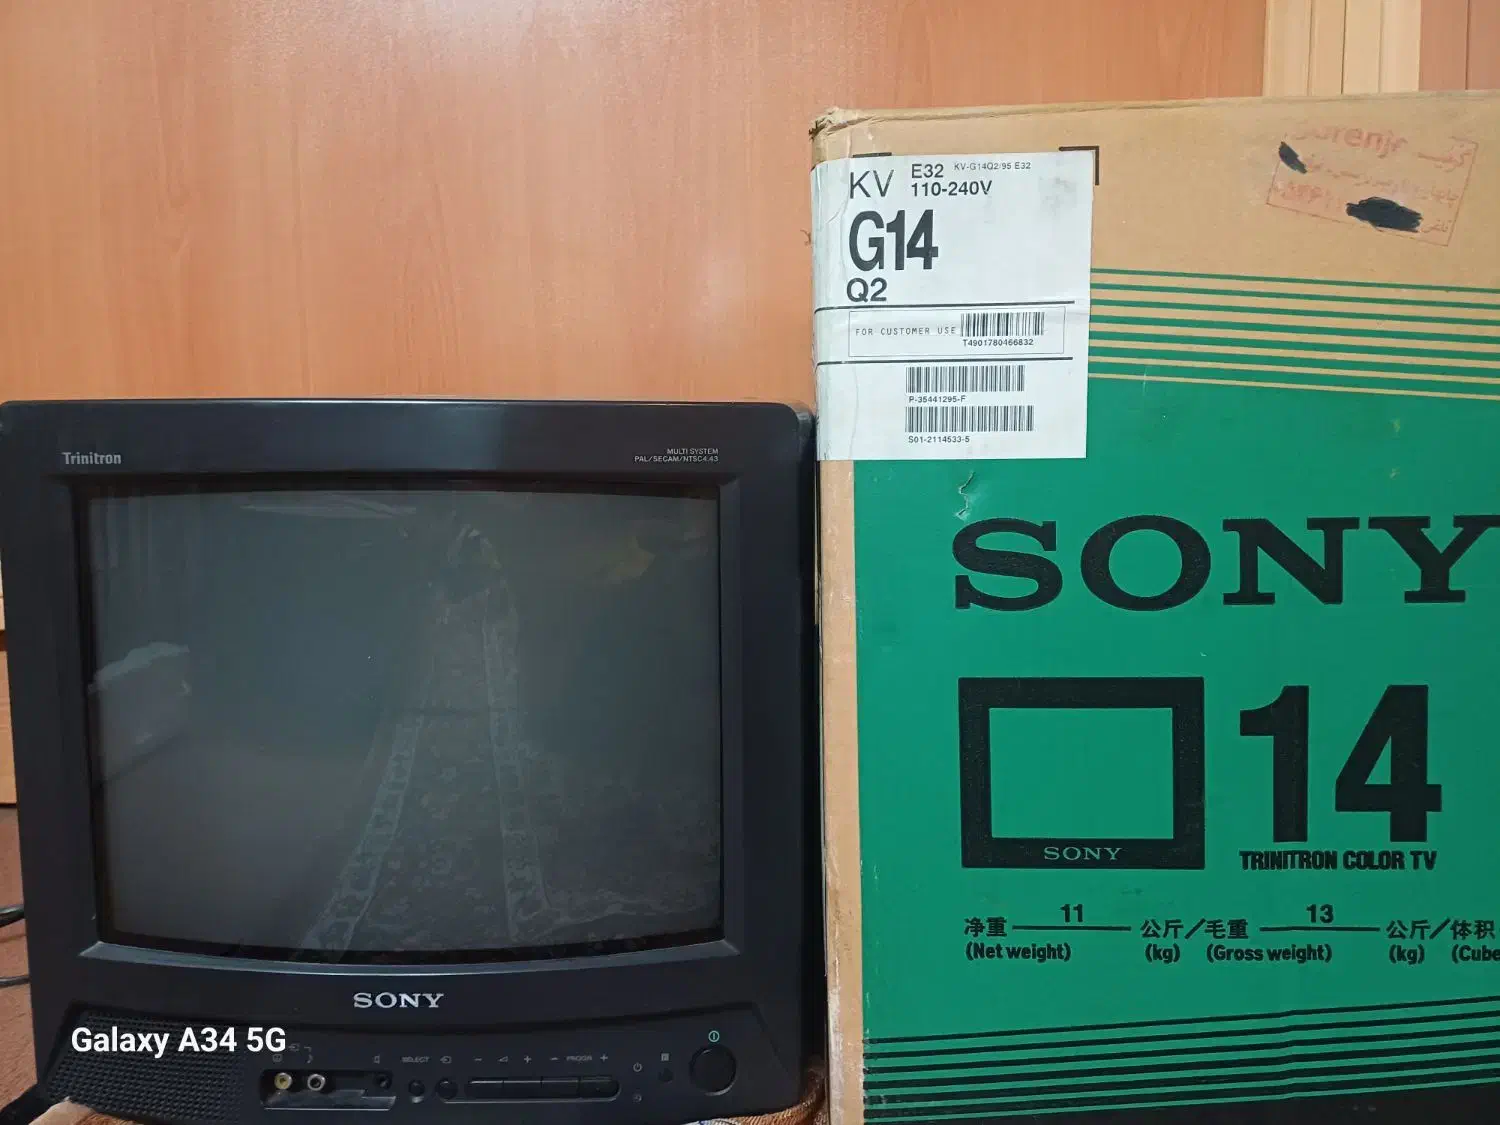 KV E32 KV-G14Q2/95 E32
110-240V
G14
Q2
FOR CUSTOMER USE
T4901780466832
P-35441295-F
S01-2114533-5
Trinitron
MULTI SYSTEM
PAL/SECAM/NTSC4.43
SONY
14
SONY
TRINITRON COLOR TV
净重 11 公斤/毛重 13 公斤/体积
(Net weight) (kg) (Gross weight) (kg) (Cube
SONY
Galaxy A34 5G
SELECT - + - PROGR +